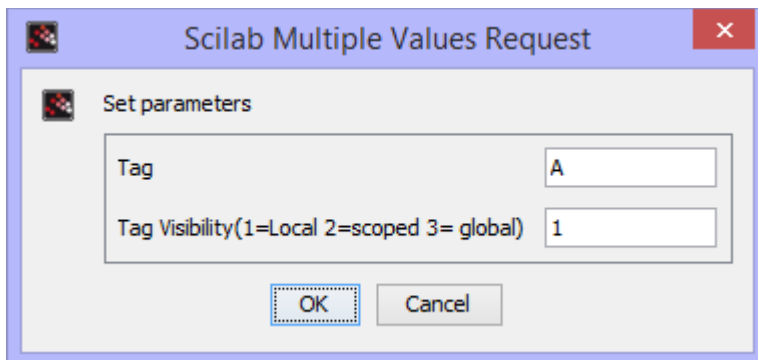 Scilab Multiple Values Request
Set parameters
Tag A
Tag Visibility(1=Local 2=scoped 3= global) 1
OK Cancel